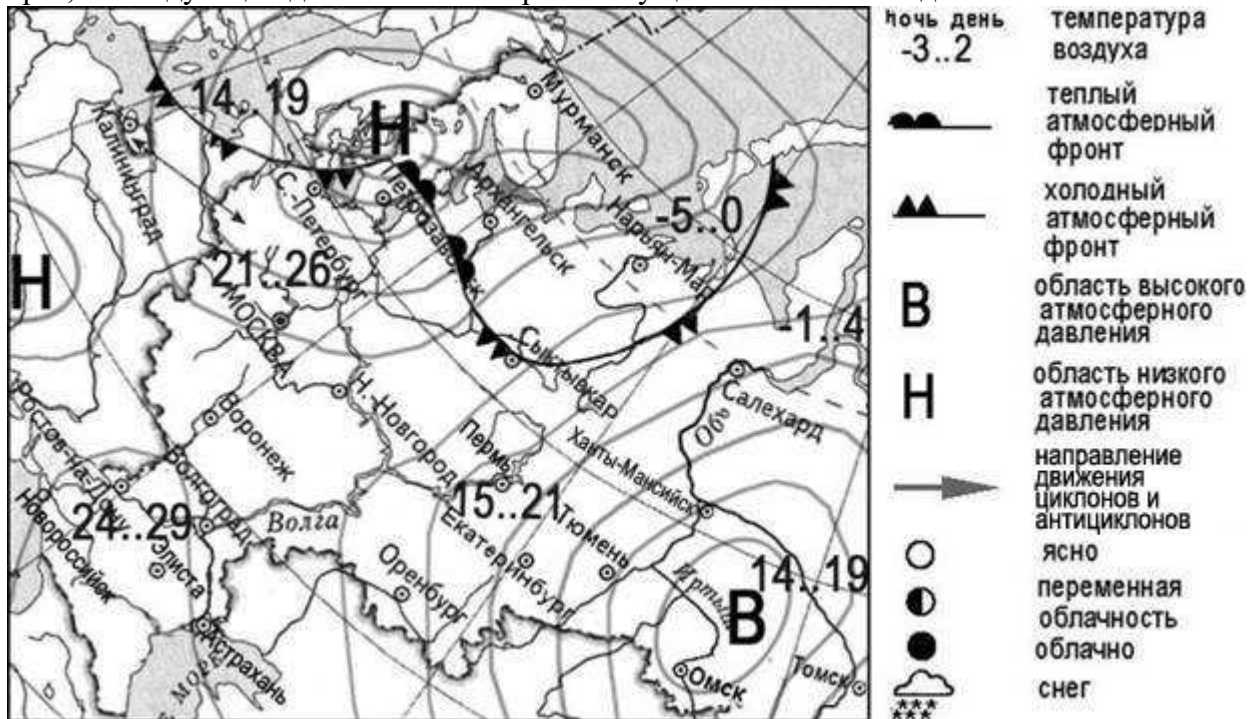 14..19
Н
Мурманск
Калининград
С.-Петербург
Петрозаводск
Архангельск
Нарьян-Мар
-5..0
21..26
Н
МОСКВА
-1..4
Сыктывкар
Салехард
Обь
Н.-Новгород
Воронеж
Пермь
Ханты-Мансийск
Ростов-на-Дону
Волгоград
15..21
Новороссийск
24..29
Волга
Екатеринбург
Тюмень
Элиста
Оренбург
Иртыш
14..19
В
Астрахань
Омск
Томск
МОРЕ
ночь день
температура
-3..2
воздуха
теплый
атмосферный
фронт
холодный
атмосферный
фронт
В
область высокого
атмосферного
давления
Н
область низкого
атмосферного
давления
направление
движения
циклонов и
антициклонов
ясно
переменная
облачность
облачно
снег